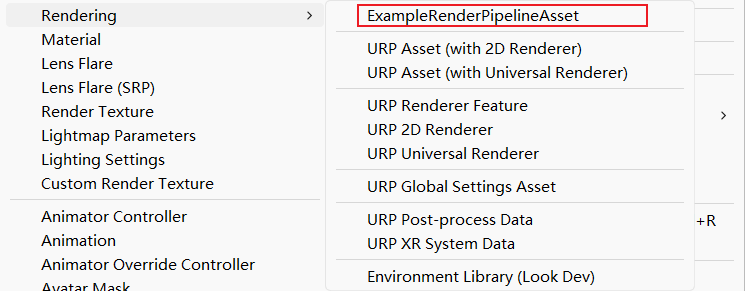 Rendering
Material
Lens Flare
Lens Flare (SRP)
Render Texture
Lightmap Parameters
Lighting Settings
Custom Render Texture
Animator Controller
Animation
Animator Override Controller
Avatar Mask
ExampleRenderPipelineAsset
URP Asset (with 2D Renderer)
URP Asset (with Universal Renderer)
URP Renderer Feature
URP 2D Renderer
URP Universal Renderer
URP Global Settings Asset
URP Post-process Data
URP XR System Data
Environment Library (Look Dev)
+R